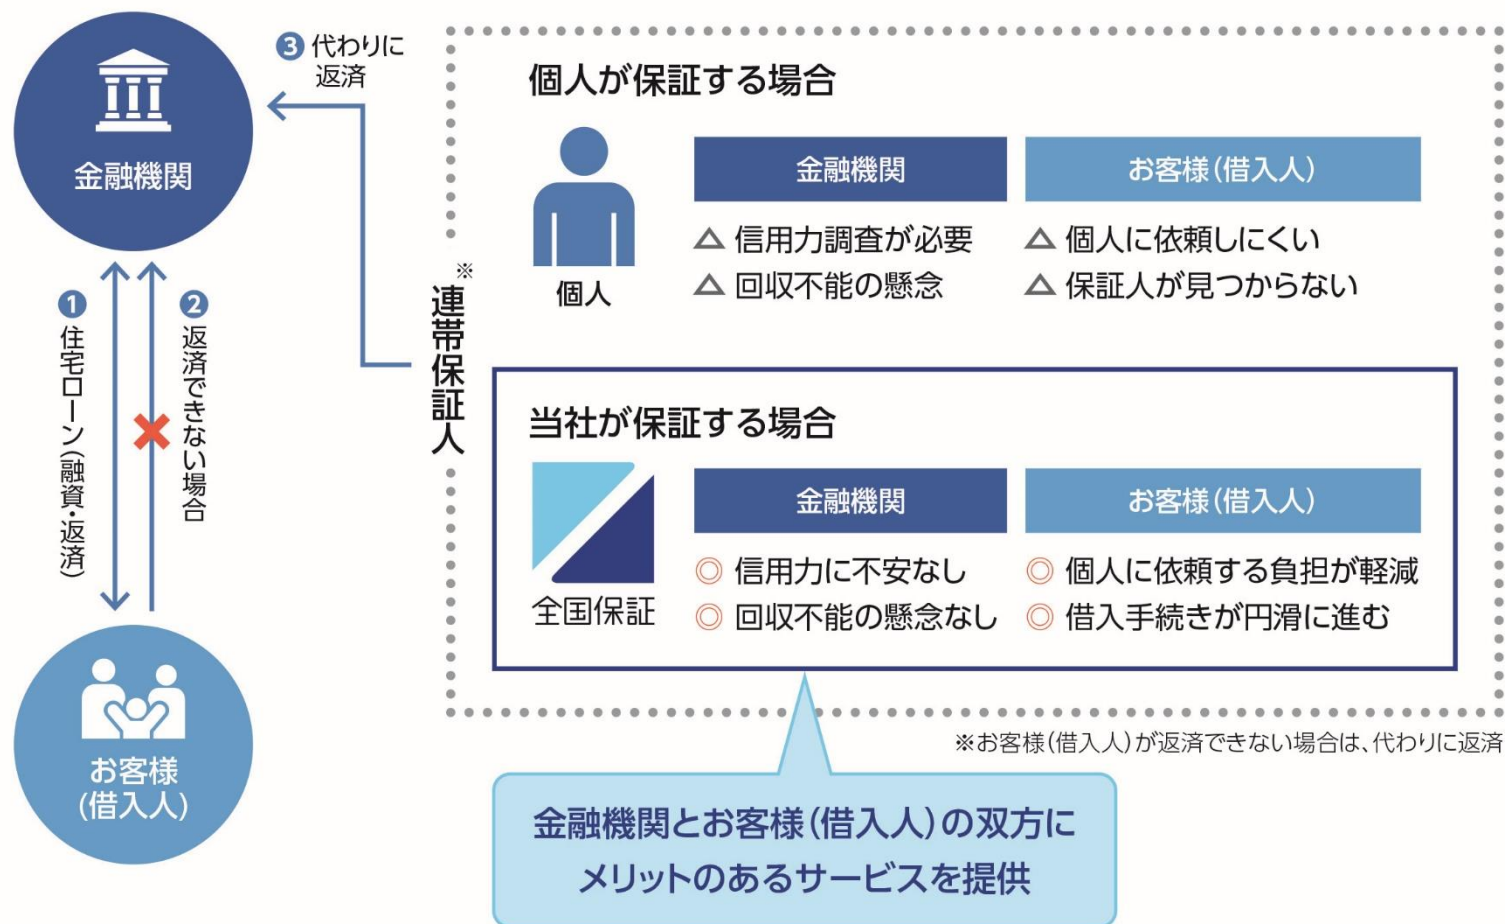 金融機関
❸ 代わりに
返済
❶ 住宅ローン(融資・返済)
❷ 返済できない場合
お客様
(借入人)
※
連帯保証人
個人が保証する場合
個人
金融機関
お客様(借入人)
△ 信用力調査が必要
△ 個人に依頼しにくい
△ 回収不能の懸念
△ 保証人が見つからない
当社が保証する場合
全国保証
金融機関
お客様(借入人)
◎ 信用力に不安なし
◎ 個人に依頼する負担が軽減
◎ 回収不能の懸念なし
◎ 借入手続きが円滑に進む
※お客様(借入人)が返済できない場合は、代わりに返済
金融機関とお客様(借入人)の双方に
メリットのあるサービスを提供